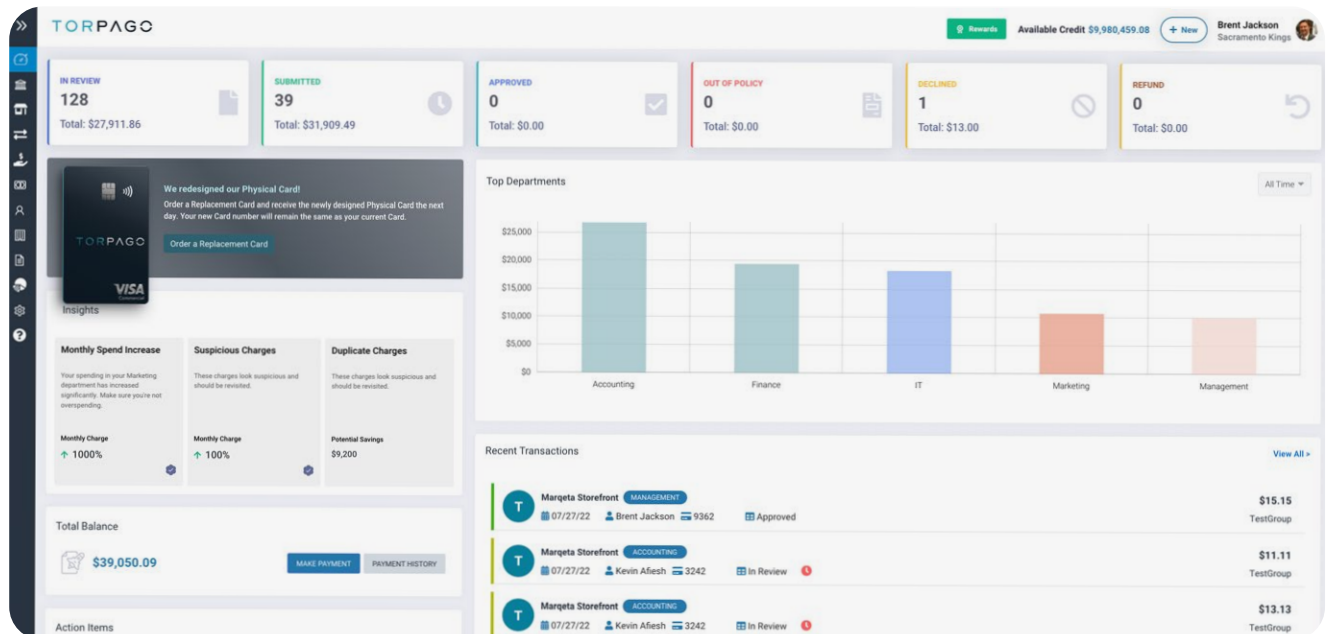 TORPAGO
Rewards
Available Credit $9,980,459.08
+ New
Brent Jackson
Sacramento Kings
IN REVIEW
128
Total: $27,911.86
SUBMITTED
39
Total: $31,909.49
APPROVED
0
Total: $0.00
OUT OF POLICY
0
Total: $0.00
DECLINED
1
Total: $13.00
REFUND
0
Total: $0.00
TORPAGO
VISA
Commercial
We redesigned our Physical Card!
Order a Replacement Card and receive the newly designed Physical Card the next
day. Your new Card number will remain the same as your current Card.
Order a Replacement Card
Insights
Monthly Spend Increase
Your spending in your Marketing
department has increased
significantly. Make sure you're not
overspending.
Monthly Charge
↑ 1000%
Suspicious Charges
These charges look suspicious and
should be revisited.
Monthly Charge
↑ 100%
Duplicate Charges
These charges look suspicious and
should be revisited.
Potential Savings
$9,200
Total Balance
$39,050.09
MAKE PAYMENT
PAYMENT HISTORY
Action Items
Top Departments
All Time
$25,000
$20,000
$15,000
$10,000
$5,000
$0
Accounting Finance IT Marketing Management
Recent Transactions
View All >
T
Marqeta Storefront MANAGEMENT
07/27/22 Brent Jackson 9362 Approved
$15.15
TestGroup
T
Marqeta Storefront ACCOUNTING
07/27/22 Kevin Afiesh 3242 In Review
$11.11
TestGroup
T
Marqeta Storefront ACCOUNTING
07/27/22 Kevin Afiesh 3242 In Review
$13.13
TestGroup